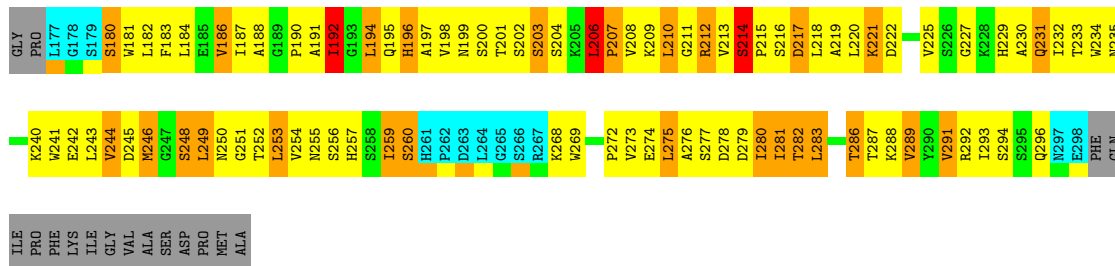 GLY PRO L177 G178 S179 S180 W181 L182 F183 L184 E185 V186 I187 A188 G189 P190 A191 I192 G193 L194 Q195 H196 A197 V198 N199 S200 T201 S202 S203 S204 K205 L206 P207 V208 K209 L210 G211 R212 V213 S214 P215 S216 D217 L218 A219 L220 K221 D222 V225 S226 G227 K228 H229 A230 Q231 I232 T233 W234
K240 W241 E242 L243 V244 D245 M246 G247 S248 L249 N250 G251 T252 L253 V254 N255 S256 H257 S258 I259 S260 H261 P262 D263 L264 G265 S266 R267 K268 W269 P272 V273 E274 L275 A276 S277 D278 D279 I280 I281 T282 L283 T286 T287 K288 V289 Y290 V291 R292 I293 S294 S295 Q296 N297 E298 PHE GLN
ILE PRO PHE LYS ILE GLY VAL ALA SER ASP PRO MET ALA